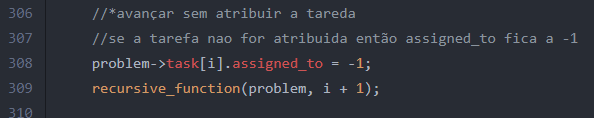 306 //*avançar sem atribuir a tareda
307 //se a tarefa nao for atribuida então assigned_to fica a -1
308 problem->task[i].assigned_to = -1;
309 recursive_function(problem, i + 1);
310